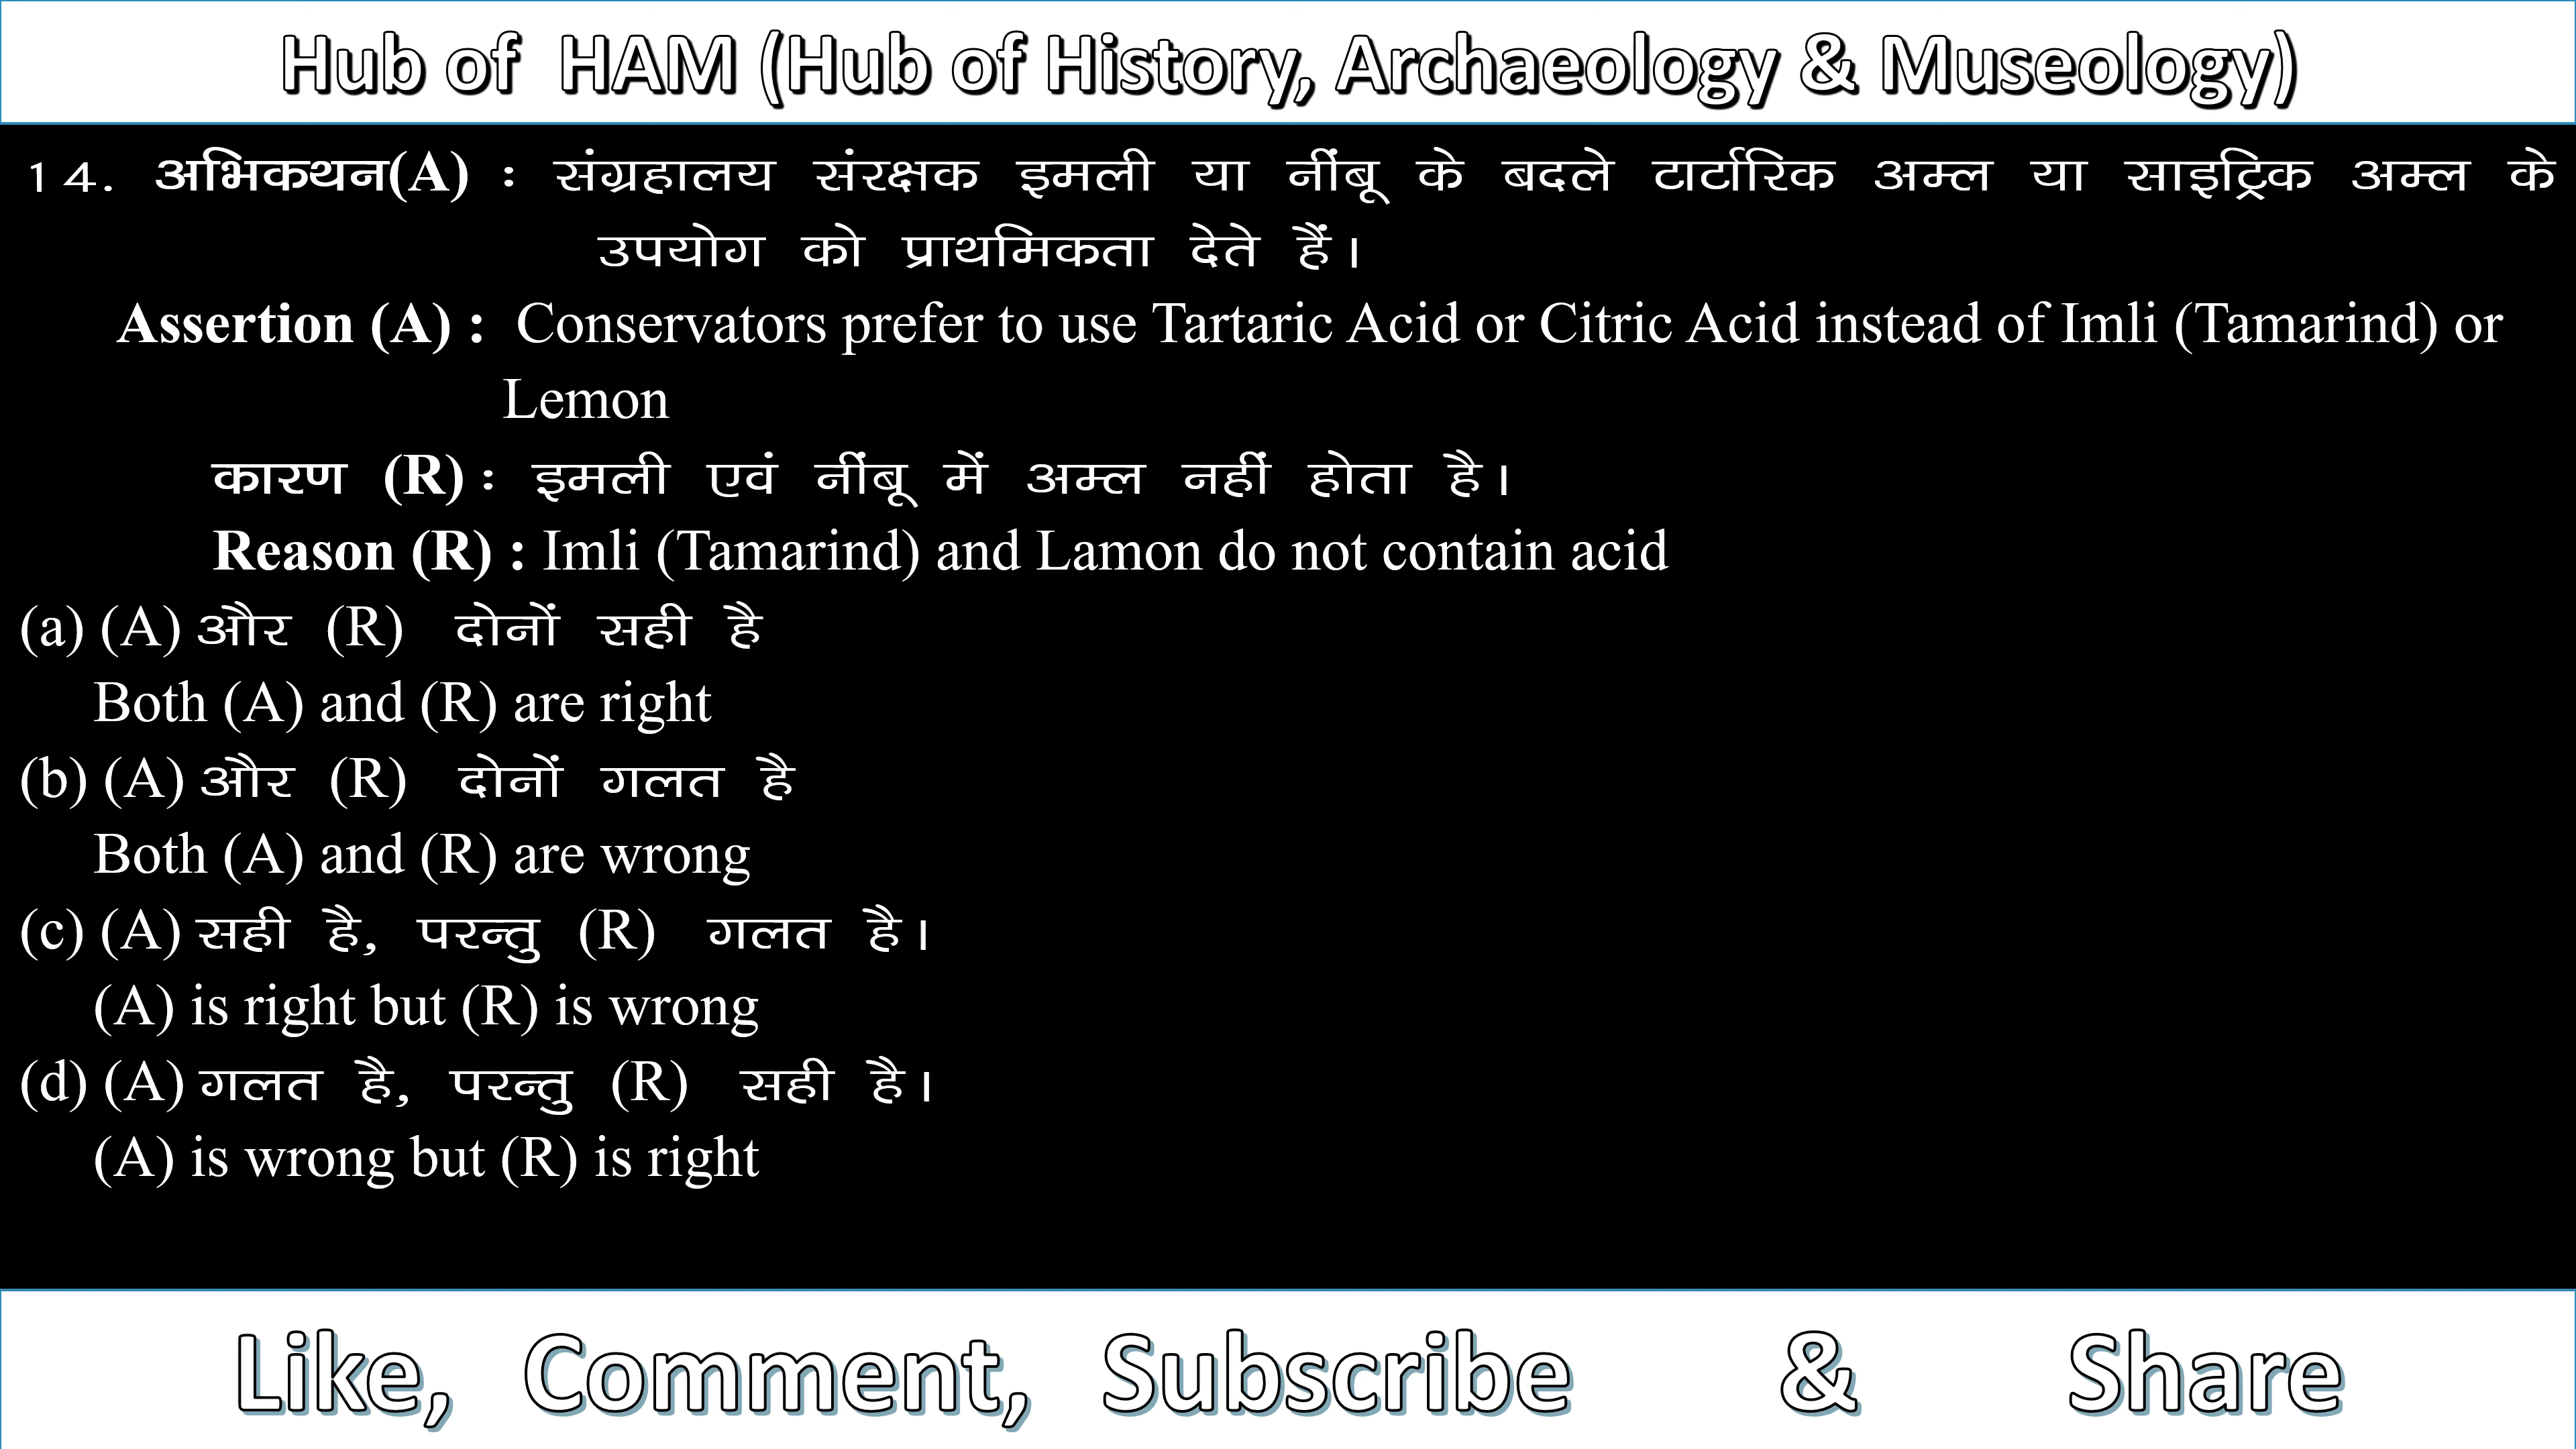 Hub of HAM (Hub of History, Archaeology & Museology)
14. अभिकथन(A) : संग्रहालय संरक्षक इमली या नींबू के बदले टार्टारिक अम्ल या साइट्रिक अम्ल के
उपयोग को प्राथमिकता देते हैं।
Assertion (A) : Conservators prefer to use Tartaric Acid or Citric Acid instead of Imli (Tamarind) or
Lemon
कारण (R) : इमली एवं नींबू में अम्ल नहीं होता है।
Reason (R) : Imli (Tamarind) and Lamon do not contain acid
(a) (A) और (R) दोनों सही है
Both (A) and (R) are right
(b) (A) और (R) दोनों गलत है
Both (A) and (R) are wrong
(c) (A) सही है, परन्तु (R) गलत है।
(A) is right but (R) is wrong
(d) (A) गलत है, परन्तु (R) सही है।
(A) is wrong but (R) is right
Like, Comment, Subscribe & Share